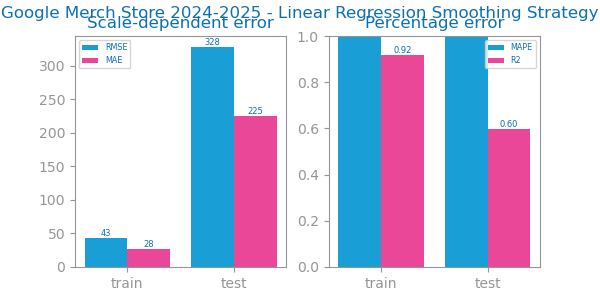 Google Merch Store 2024-2025 - Linear Regression Smoothing Strategy
Scale-dependent error
Percentage error
RMSE
MAE
300
250
200
150
100
50
0
43
28
328
225
train
test
MAPE
R2
1.0
0.8
0.6
0.4
0.2
0.0
0.92
0.60
train
test